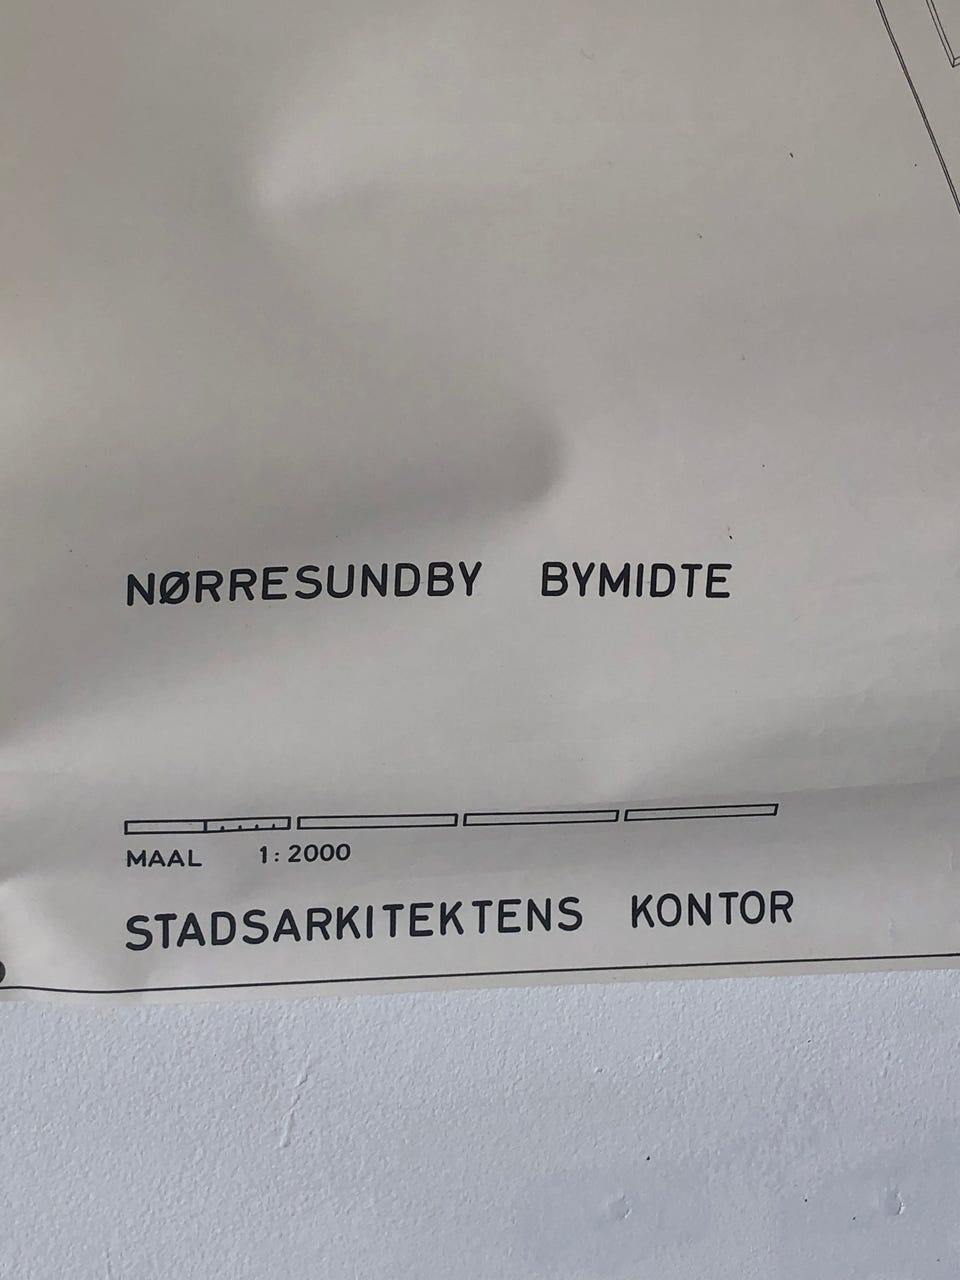 NØRRESUNDBY BYMIDTE
MAAL 1:2000
STADSARKITEKTENS KONTOR